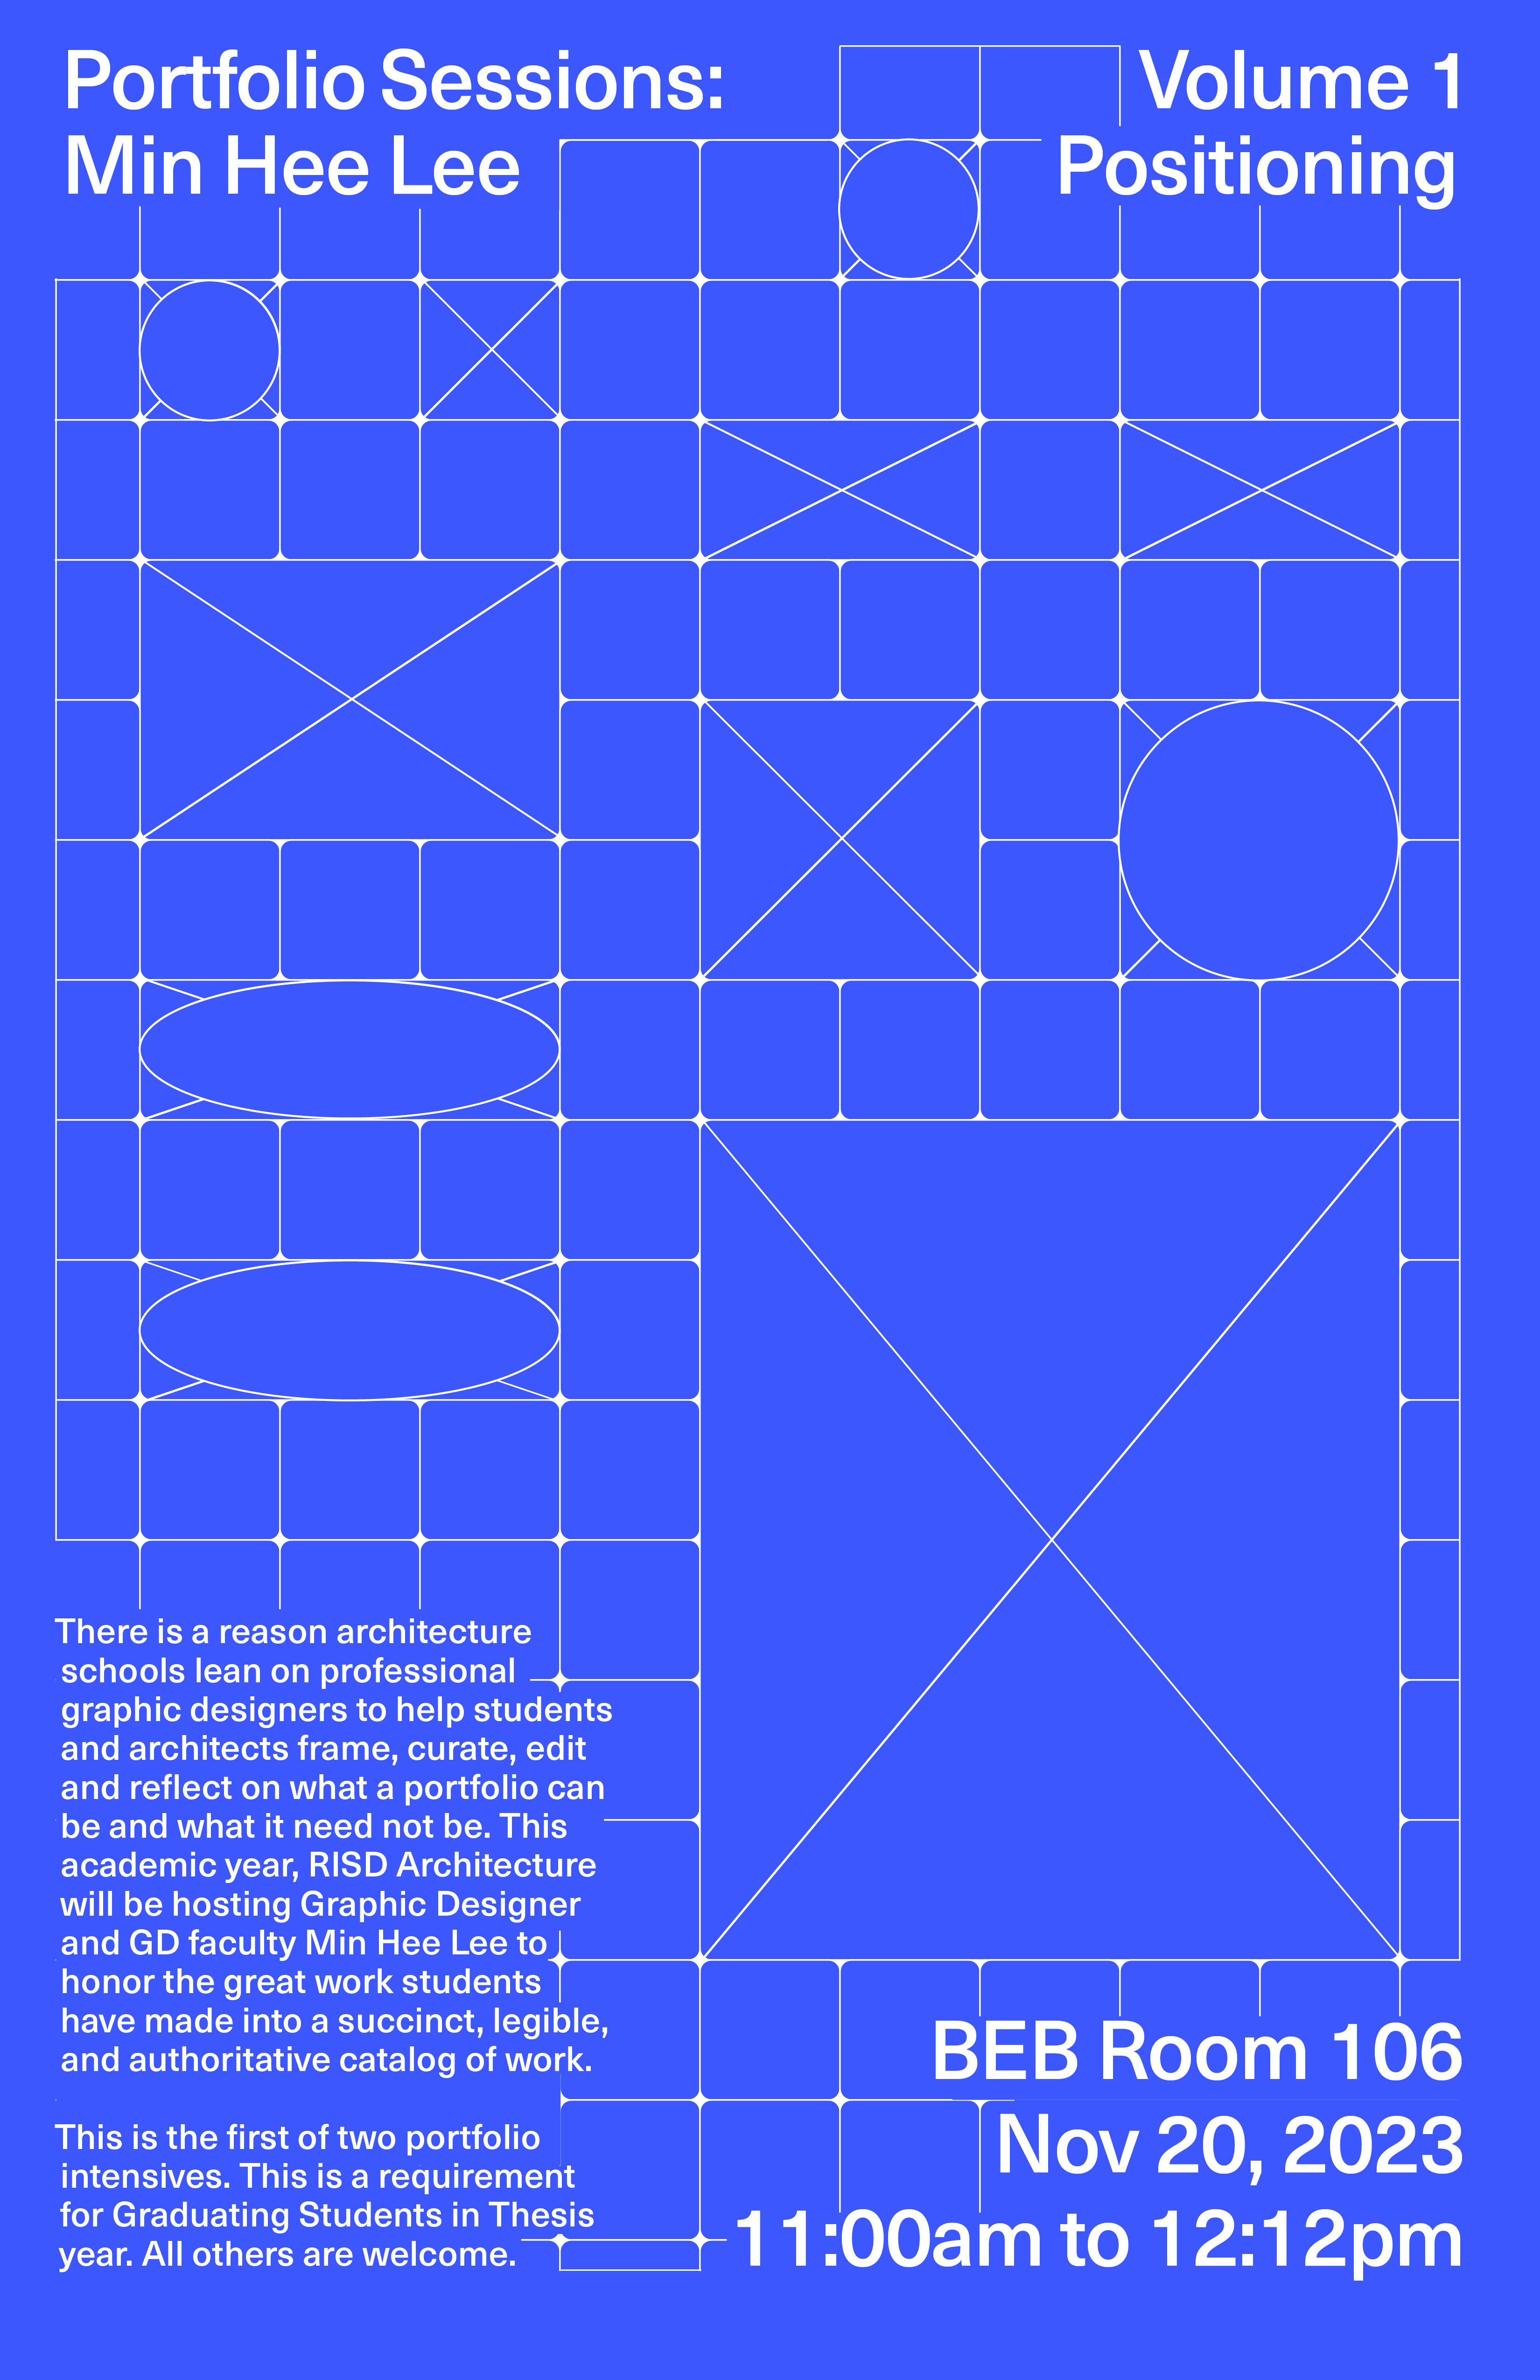 Portfolio Sessions:
Min Hee Lee
Volume 1
Positioning
There is a reason architecture
schools lean on professional
graphic designers to help students
and architects frame, curate, edit
and reflect on what a portfolio can
be and what it need not be. This
academic year, RISD Architecture
will be hosting Graphic Designer
and GD faculty Min Hee Lee to
honor the great work students
have made into a succinct, legible,
and authoritative catalog of work.
This is the first of two portfolio
intensives. This is a requirement
for Graduating Students in Thesis
year. All others are welcome.
BEB Room 106
Nov 20, 2023
11:00am to 12:12pm